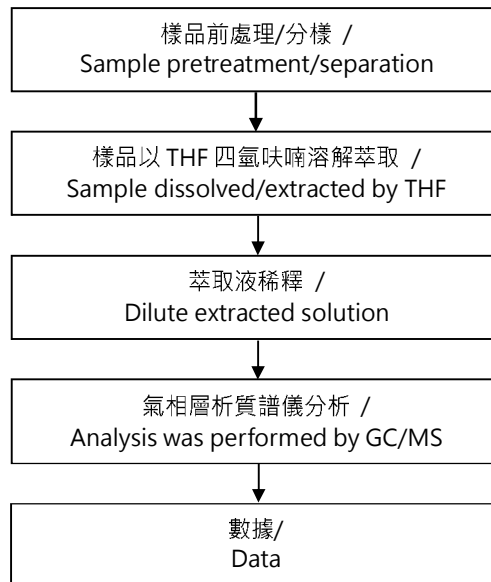 樣品前處理/分樣 /
Sample pretreatment/separation
樣品以 THF 四氫呋喃溶解萃取 /
Sample dissolved/extracted by THF
萃取液稀釋 /
Dilute extracted solution
氣相層析質譜儀分析 /
Analysis was performed by GC/MS
數據/
Data